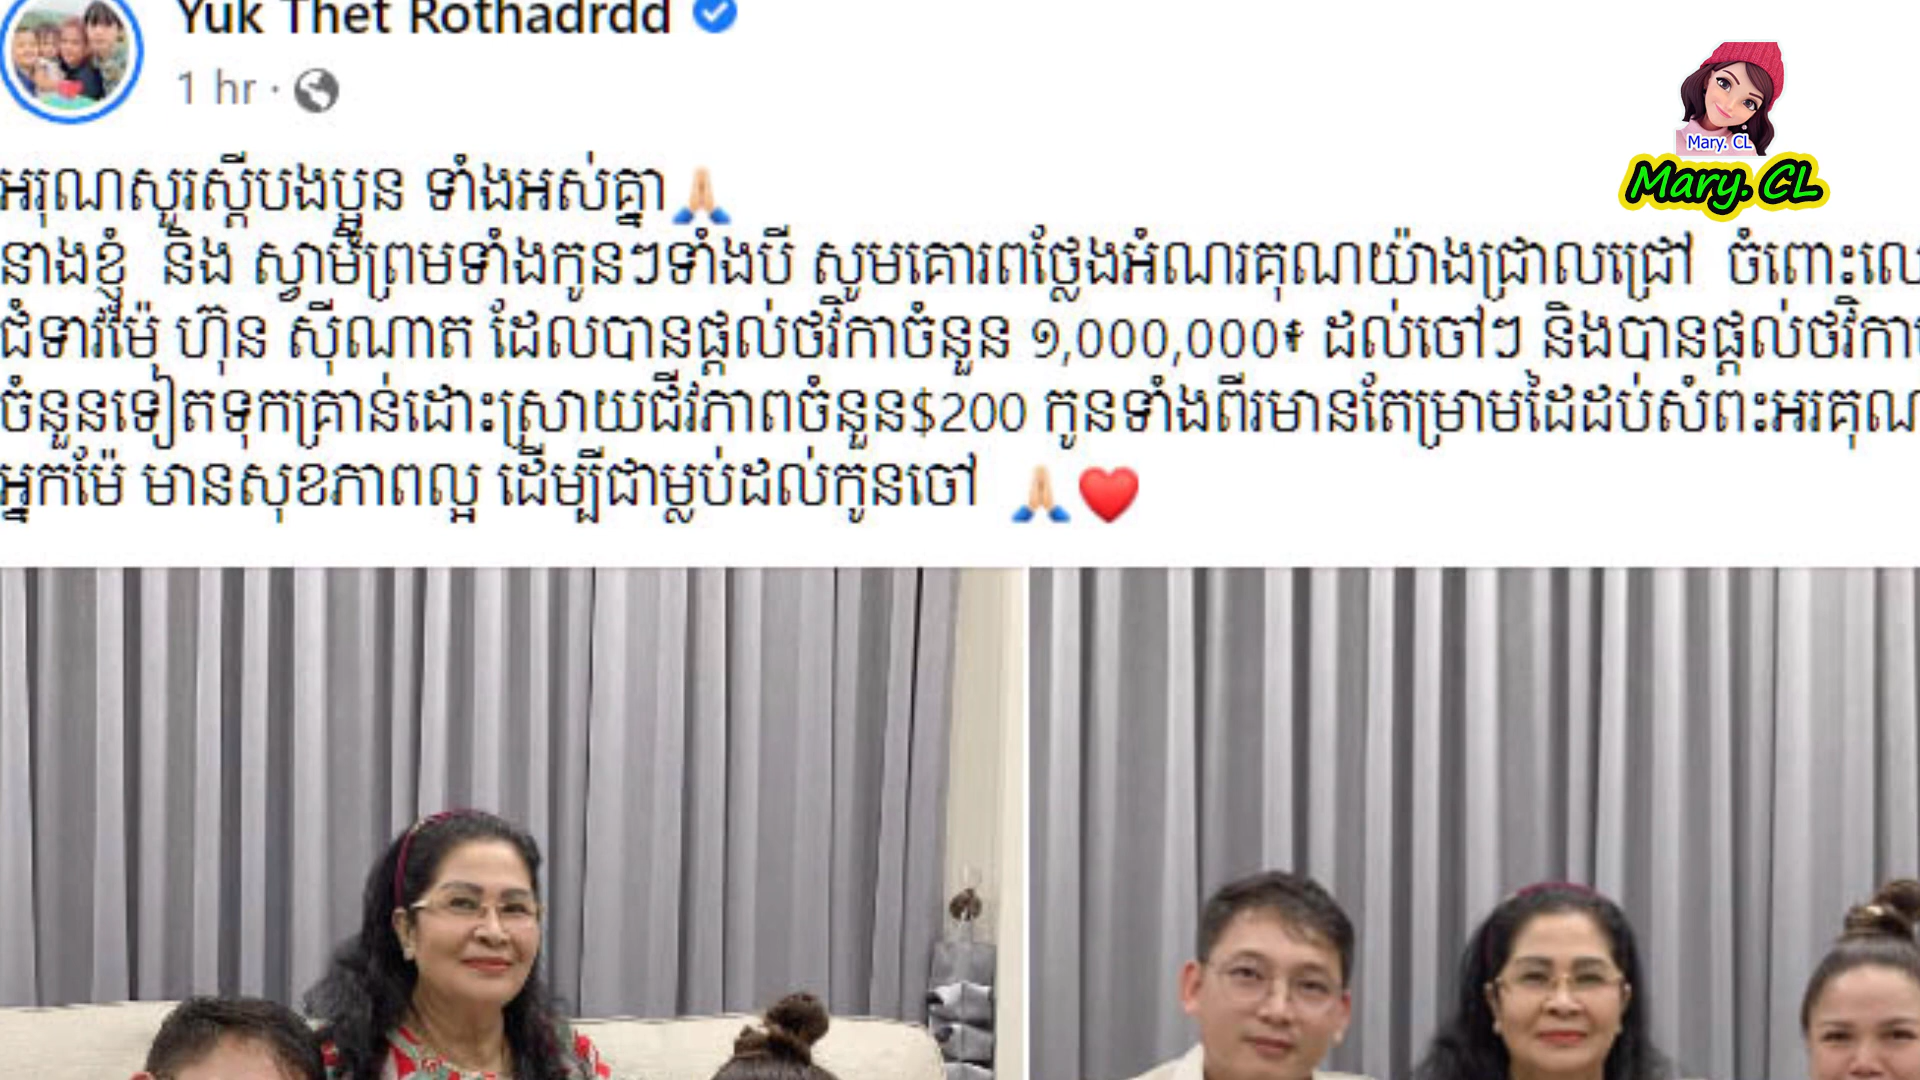 Yuk Thet Rothadrdd
1 hr ·
Mary. CL
Mary. CL
អរុណសួរស្តីបងប្អូន ទាំងអស់គ្នា🙏🏻
នាងខ្ញុំ និង ស្វាមីព្រមទាំងកូនៗទាំងបី សូមគោរពថ្លែងអំណរគុណយ៉ាងជ្រាលជ្រៅ ចំពោះលេ
ជំទាវម៉ែ ហ៊ុន ស៊ីណាត ដែលបានផ្តល់ថវិកាចំនួន ១,000,000៛ ដល់ចៅៗ និងបានផ្តល់ថវិកា
ចំនួនទៀតទុកគ្រាន់ដោះស្រាយជីវភាពចំនួន$200 កូនទាំងពីរមានតែម្រាមដៃដប់សំពះអរគុណ
អ្នកម៉ែ មានសុខភាពល្អ ដើម្បីជាម្លប់ដល់កូនចៅ 🙏🏻❤️